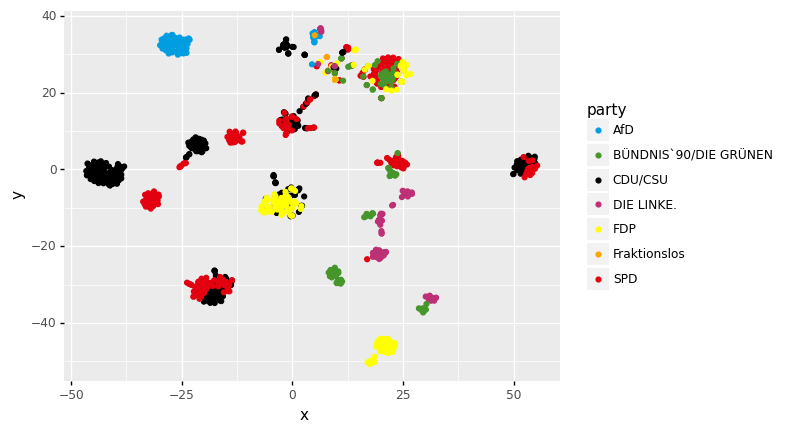 40
20
0
−20
−40
y
−50
−25
0
25
50
x
party
AfD
BÜNDNIS`90/DIE GRÜNEN
CDU/CSU
DIE LINKE.
FDP
Fraktionslos
SPD